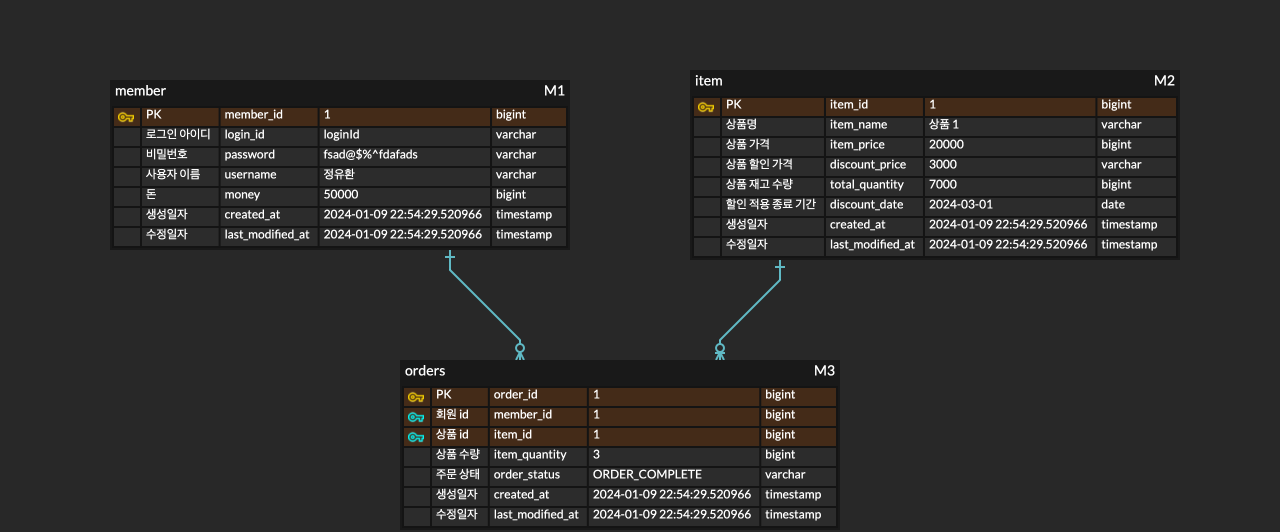 member M1
PK member_id 1 bigint
로그인 아이디 login_id loginId varchar
비밀번호 password fsad@$%^fdafads varchar
사용자 이름 username 정유환 varchar
돈 money 50000 bigint
생성일자 created_at 2024-01-09 22:54:29.520966 timestamp
수정일자 last_modified_at 2024-01-09 22:54:29.520966 timestamp
item M2
PK item_id 1 bigint
상품명 item_name 상품 1 varchar
상품 가격 item_price 20000 bigint
상품 할인 가격 discount_price 3000 varchar
상품 재고 수량 total_quantity 7000 bigint
할인 적용 종료 기간 discount_date 2024-03-01 date
생성일자 created_at 2024-01-09 22:54:29.520966 timestamp
수정일자 last_modified_at 2024-01-09 22:54:29.520966 timestamp
orders M3
PK order_id 1 bigint
회원 id member_id 1 bigint
상품 id item_id 1 bigint
상품 수량 item_quantity 3 bigint
주문 상태 order_status ORDER_COMPLETE varchar
생성일자 created_at 2024-01-09 22:54:29.520966 timestamp
수정일자 last_modified_at 2024-01-09 22:54:29.520966 timestamp